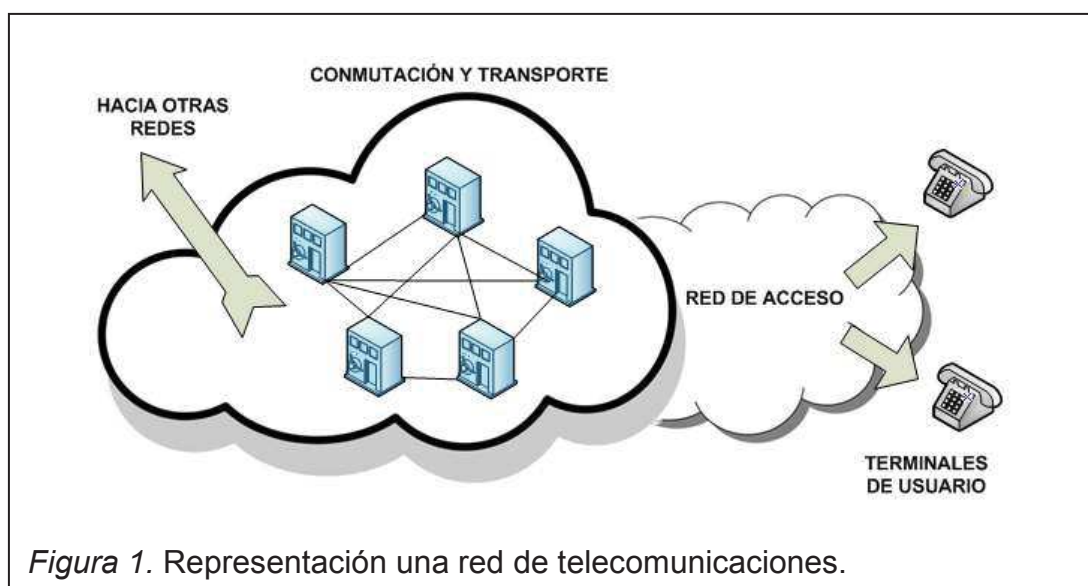 CONMUTACIÓN Y TRANSPORTE
HACIA OTRAS
REDES
RED DE ACCESO
TERMINALES
DE USUARIO
Figura 1. Representación una red de telecomunicaciones.